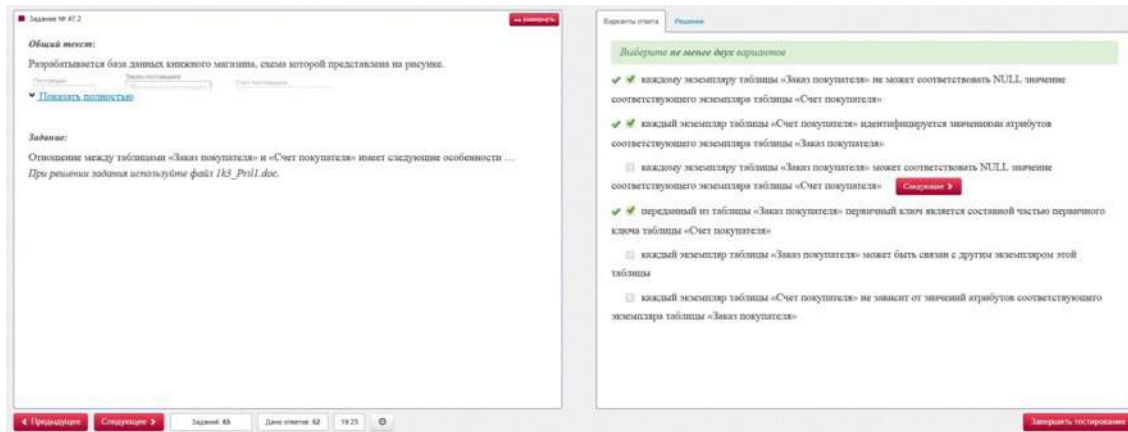 Задание № 47.2
развернуть
Общий текст:
Разрабатывается база данных книжного магазина, схема которой представлена на рисунке.
Поставщик
Заказ поставщика
Счет поставщика
Показать полностью
Задание:
Отношение между таблицами «Заказ покупателя» и «Счет покупателя» имеет следующие особенности …
При решении задания используйте файл 1k3_Pril1.doc.
Предыдущее
Следующее
Заданий: 65
Дано ответов: 52
19:25
Варианты ответа
Решение
Выберите не менее двух вариантов
каждому экземпляру таблицы «Заказ покупателя» не может соответствовать NULL значение
соответствующего экземпляра таблицы «Счет покупателя»
каждый экземпляр таблицы «Счет покупателя» идентифицируется значениями атрибутов
соответствующего экземпляра таблицы «Заказ покупателя»
каждому экземпляру таблицы «Заказ покупателя» может соответствовать NULL значение
соответствующего экземпляра таблицы «Счет покупателя»
Следующее
переданный из таблицы «Заказ покупателя» первичный ключ является составной частью первичного
ключа таблицы «Счет покупателя»
каждый экземпляр таблицы «Заказ покупателя» может быть связан с другим экземпляром этой
таблицы
каждый экземпляр таблицы «Счет покупателя» не зависит от значений атрибутов соответствующего
экземпляра таблицы «Заказ покупателя»
Завершить тестирование